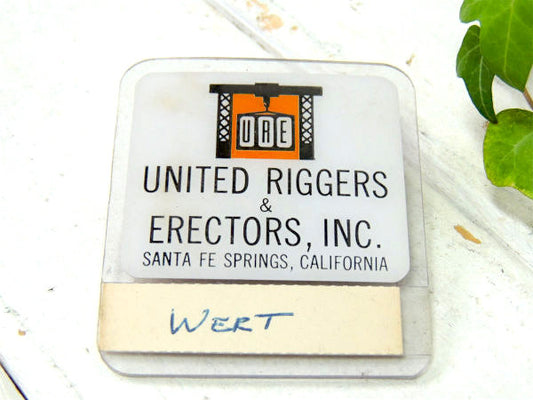 URE
UNITED RIGGERS
&
ERECTORS, INC.
SANTA FE SPRINGS, CALIFORNIA
WERT